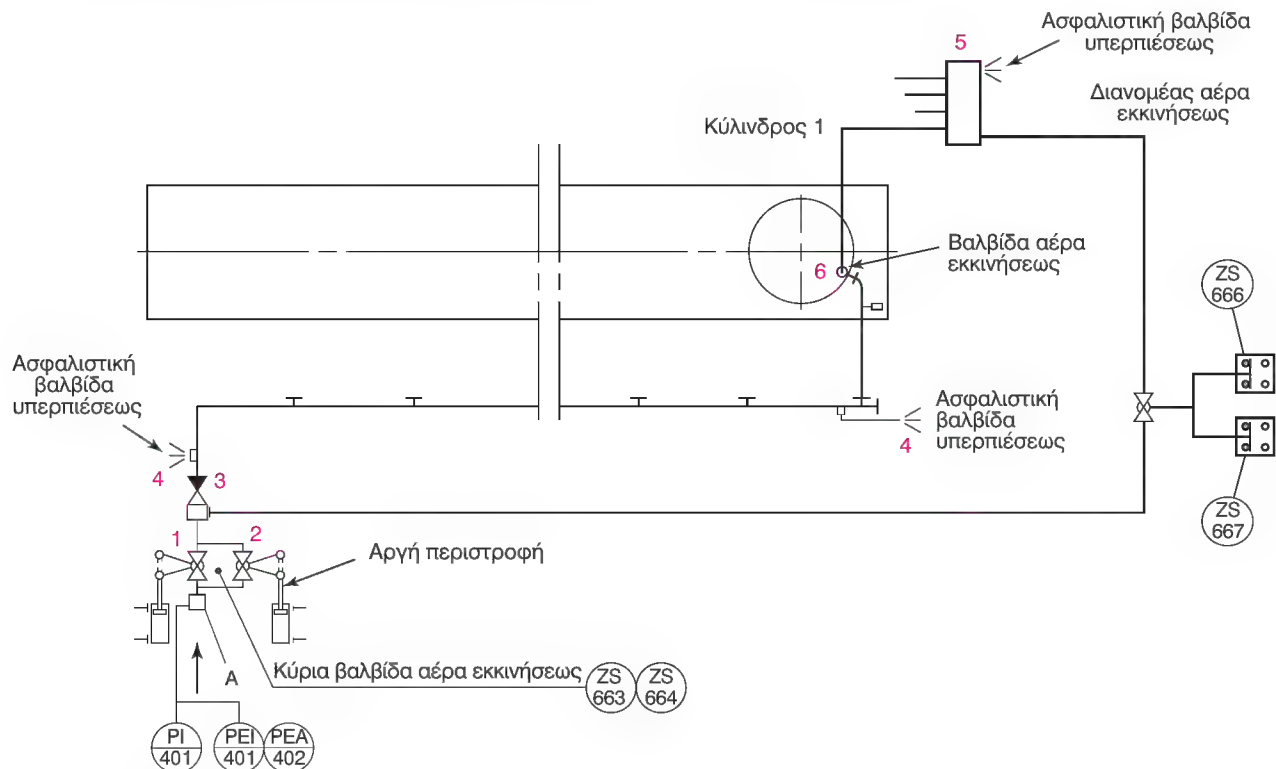 Ασφαλιστική βαλβίδα
υπερπιέσεως
5
Διανομέας αέρα
εκκινήσεως
Κύλινδρος 1
Βαλβίδα αέρα
εκκινήσεως
6
ZS
666
Ασφαλιστική
βαλβίδα
υπερπιέσεως
Ασφαλιστική
βαλβίδα
υπερπιέσεως
4
4
3
ZS
667
1
2
Αργή περιστροφή
A
Κύρια βαλβίδα αέρα εκκινήσεως
ZS
663
ZS
664
PI
401
PEI
401
PEA
402